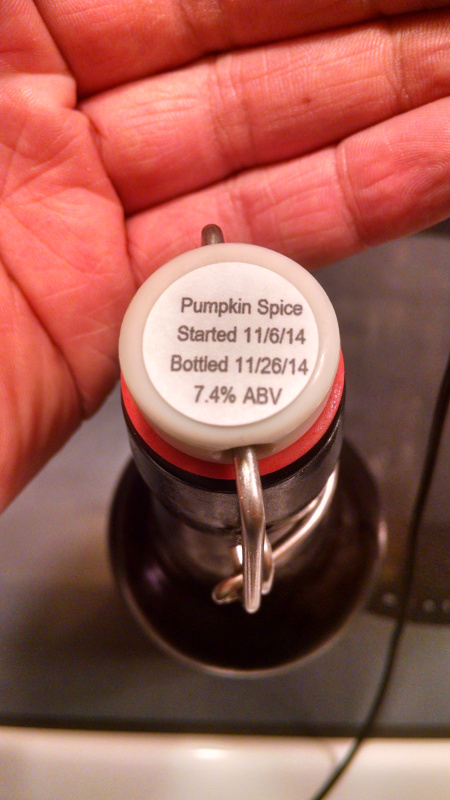 Pumpkin Spice
Started 11/6/14
Bottled 11/26/14
7.4% ABV